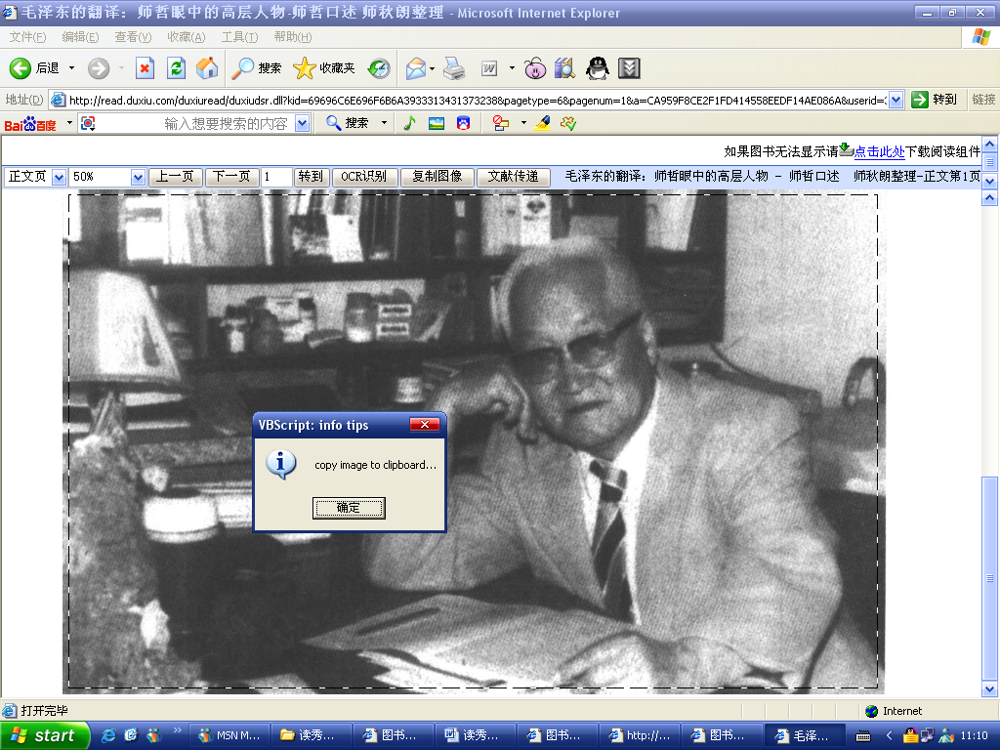 毛泽东的翻译：师哲眼中的高层人物-师哲口述 师秋朗整理 - Microsoft Internet Explorer
文件(F) 编辑(E) 查看(V) 收藏(A) 工具(T) 帮助(H)
后退 搜索 收藏夹
地址(D) http://read.duxiu.com/duxiuread/duxiudsr.dll?kid=69696C6E696F6B6A3933313431373238&pagetype=6&pagenum=1&a=CA959F8CE2F1FD414558EEDF14AE086A&userid=: 转到 链接
Bai百度 输入想要搜索的内容 搜索
如果图书无法显示请点击此处下载阅读组件
正文页 50% 上一页 下一页 1 转到 OCR识别 复制图像 文献传递 毛泽东的翻译：师哲眼中的高层人物 - 师哲口述 师秋朗整理-正文第1页
VBScript: info tips
copy image to clipboard...
确定
打开完毕 Internet
start MSN M... 读秀... 图书... 读秀... 图书... http://... 图书... 毛泽... 11:10